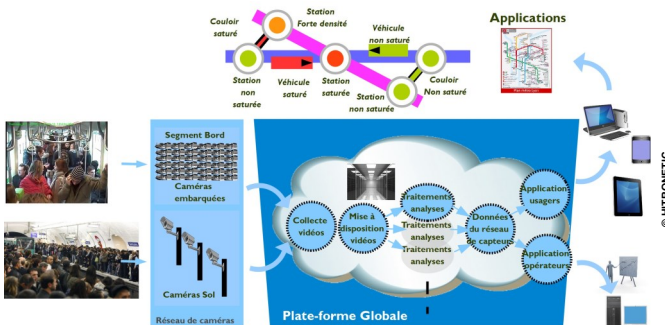 Couloir
saturé
Station
Forte densité
Véhicule
non saturé
Applications
Station
non
saturée
Véhicule
saturé
Station
saturée
Station
non saturée
Couloir
Non saturé
Segment Bord
Caméras
embarquées
Caméras Sol
Réseau de caméras
Collecte
vidéos
Mise à
disposition
vidéos
Traitements
analyses
Traitements
analyses
Traitements
analyses
Données
du réseau
de capteurs
Application
usagers
Application
opérateurs
Plate-forme Globale
© HITRONETIC